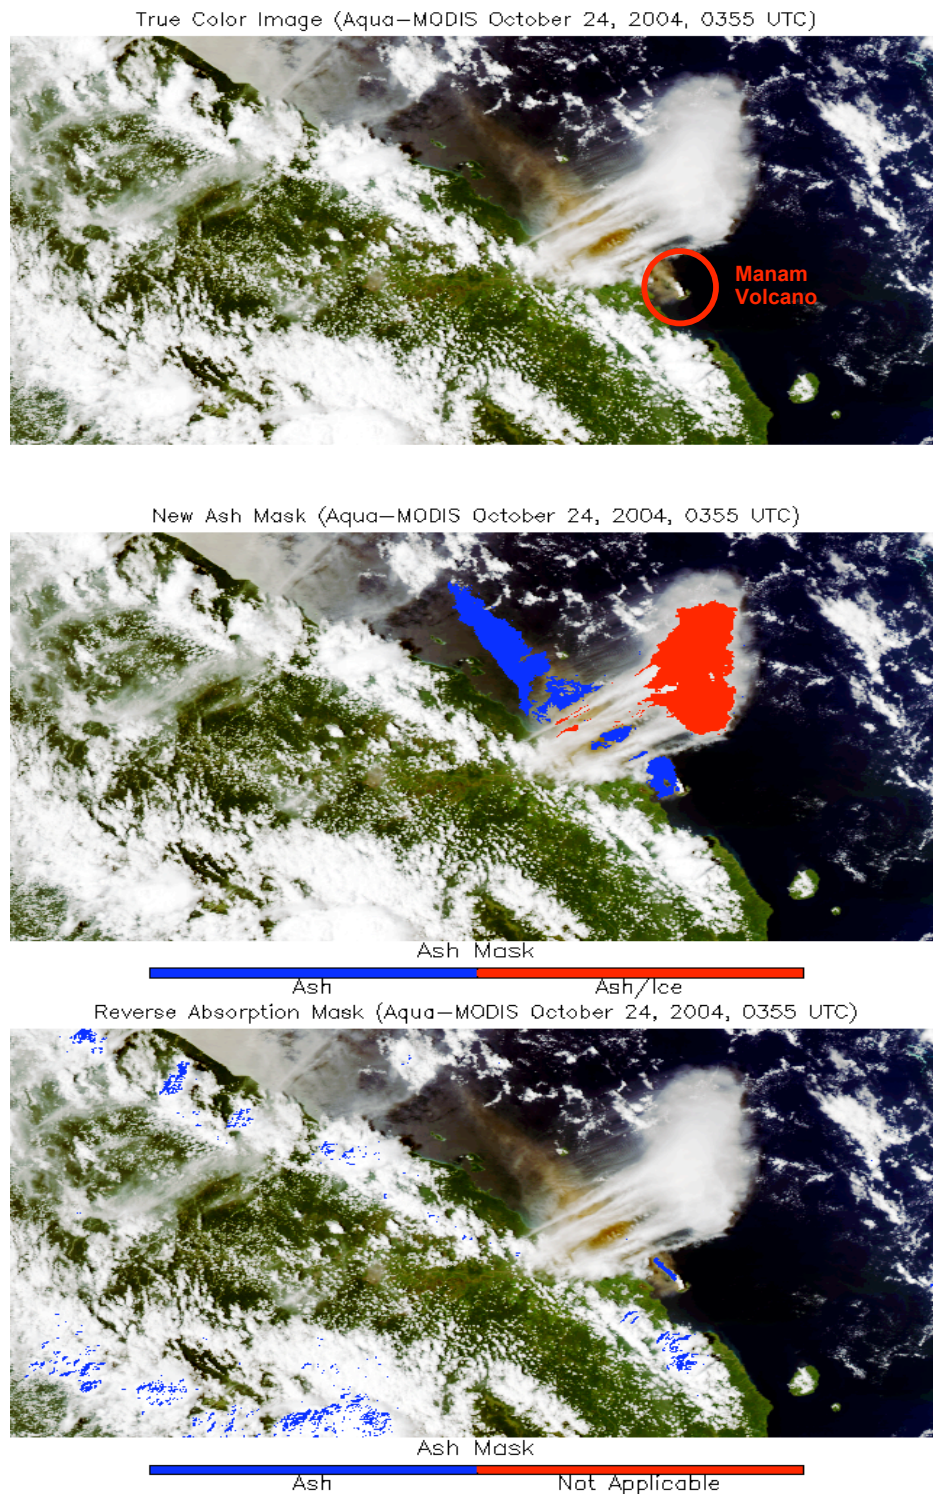 True Color Image (Aqua-MODIS October 24, 2004, 0355 UTC)
Manam
Volcano
New Ash Mask (Aqua-MODIS October 24, 2004, 0355 UTC)
Ash Mask
Ash
Ash/Ice
Reverse Absorption Mask (Aqua-MODIS October 24, 2004, 0355 UTC)
Ash Mask
Ash
Not Applicable